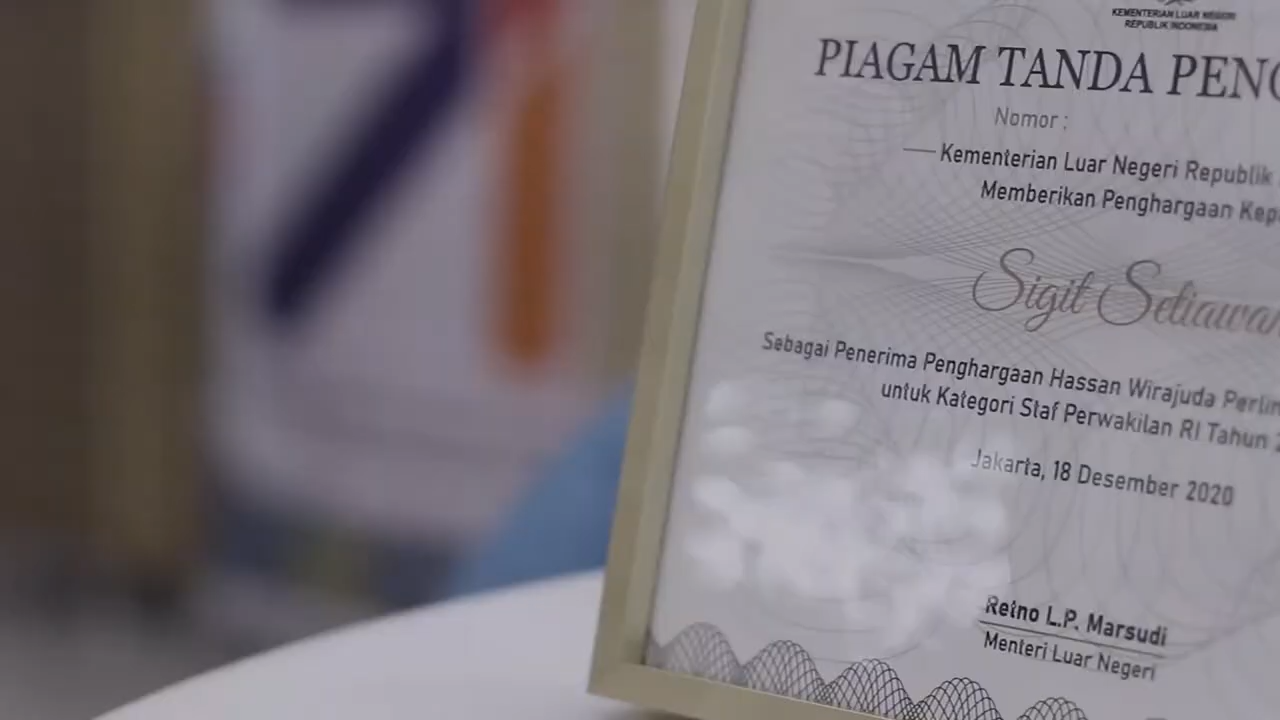 KEMENTERIAN LUAR NEGERI
REPUBLIK INDONESIA
PIAGAM TANDA PENG
Nomor :
Kementerian Luar Negeri Republik
Memberikan Penghargaan Kep
Sigit Setiawan
Sebagai Penerima Penghargaan Hassan Wirajuda Perlin
untuk Kategori Staf Perwakilan RI Tahun 2
Jakarta, 18 Desember 2020
Retno L.P. Marsudi
Menteri Luar Negeri